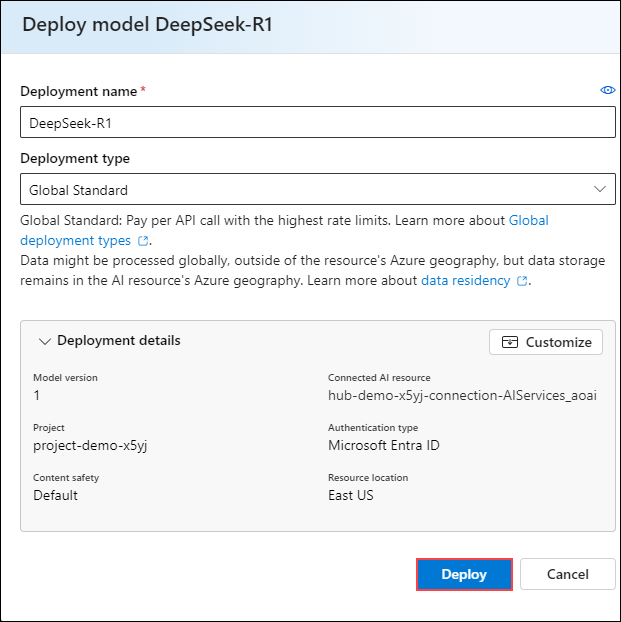 Deploy model DeepSeek-R1
Deployment name *
DeepSeek-R1
Deployment type
Global Standard
Global Standard: Pay per API call with the highest rate limits. Learn more about Global
deployment types.
Data might be processed globally, outside of the resource's Azure geography, but data storage
remains in the AI resource's Azure geography. Learn more about data residency.
Deployment details
Customize
Model version
1
Connected AI resource
hub-demo-x5yj-connection-AIServices_aoai
Project
project-demo-x5yj
Authentication type
Microsoft Entra ID
Content safety
Default
Resource location
East US
Deploy
Cancel